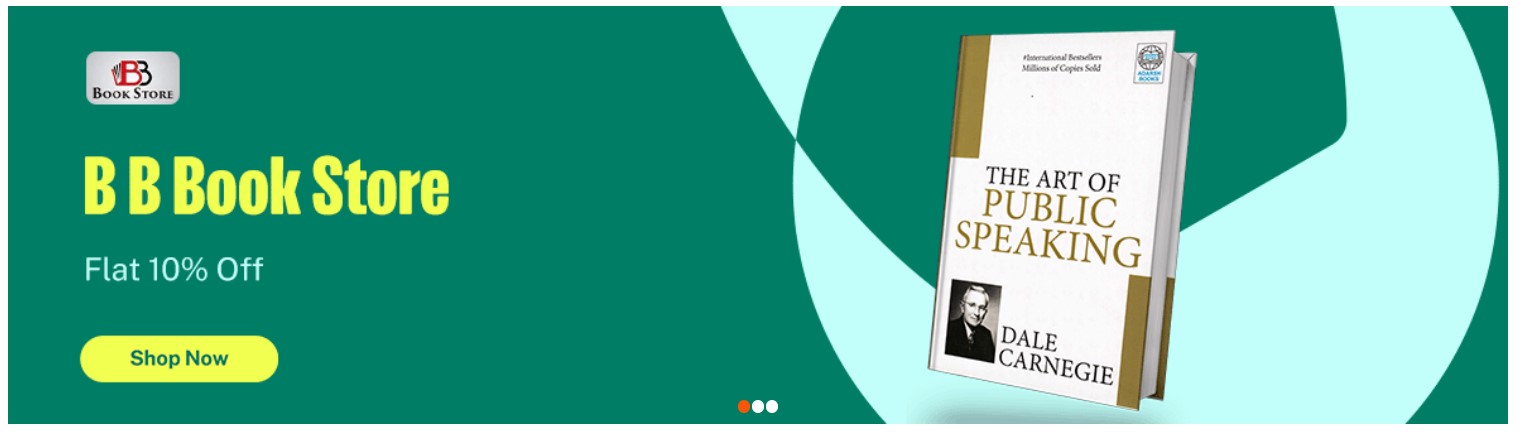 BB
BOOK STORE
B B Book Store
Flat 10% Off
Shop Now
#International Bestsellers
Millions of Copies Sold
ADARSH
BOOKS
THE ART OF
PUBLIC
SPEAKING
DALE
CARNEGIE